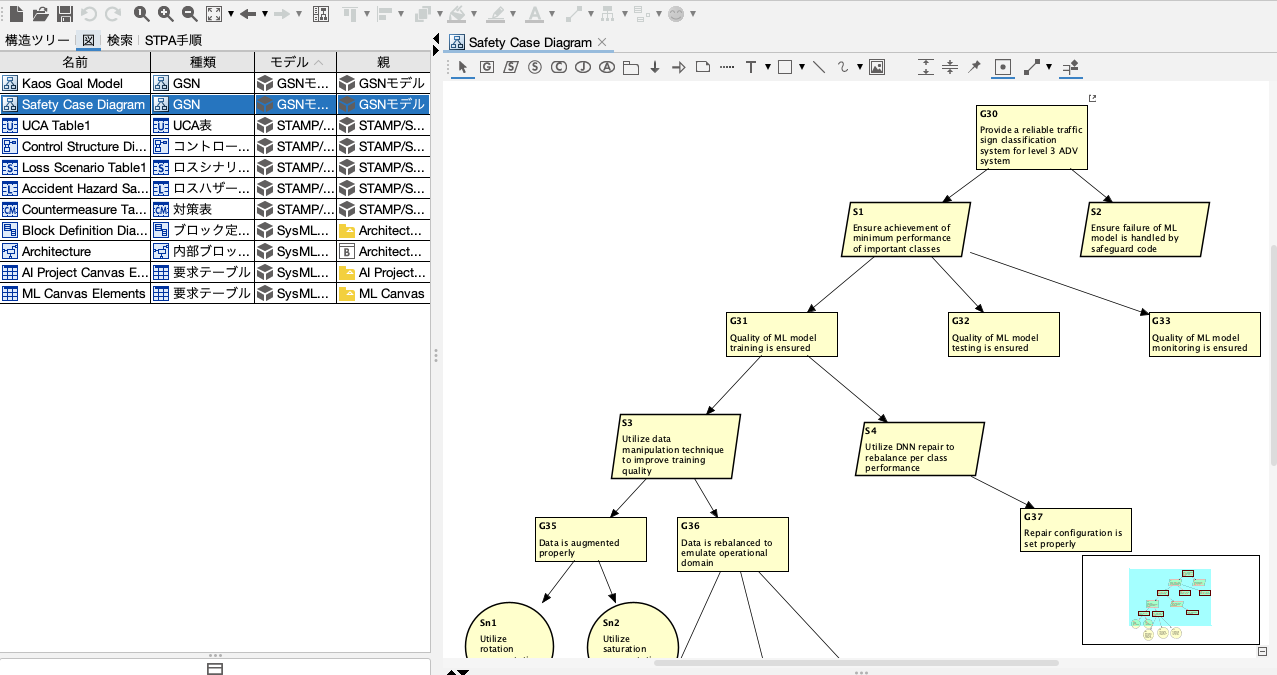 構造ツリー 図 検索 STPA手順
名前 種類 モデル 親
Kaos Goal Model GSN GSNモ... GSNモデル
Safety Case Diagram GSN GSNモ... GSNモデル
UCA Table1 UCA表 STAMP/... STAMP/S...
Control Structure Di... コントロー... STAMP/... STAMP/S...
Loss Scenario Table1 ロスシナリ... STAMP/... STAMP/S...
Accident Hazard Sa... ロスハザー... STAMP/... STAMP/S...
Countermeasure Ta... 対策表 STAMP/... STAMP/S...
Block Definition Dia... ブロック定... SysML... Architect...
Architecture 内部ブロッ... SysML... Architect...
AI Project Canvas E... 要求テーブル SysML... AI Project...
ML Canvas Elements 要求テーブル SysML... ML Canvas
Safety Case Diagram
G30
Provide a reliable traffic
sign classification
system for level 3 ADV
system
S1
Ensure achievement of
minimum performance
of important classes
S2
Ensure failure of ML
model is handled by
safeguard code
G31
Quality of ML model
training is ensured
G32
Quality of ML model
testing is ensured
G33
Quality of ML model
monitoring is ensured
S3
Utilize data
manipulation technique
to improve training
quality
S4
Utilize DNN repair to
rebalance per class
performance
G35
Data is augmented
properly
G36
Data is rebalanced to
emulate operational
domain
G37
Repair configuration is
set properly
Sn1
Utilize
rotation
Sn2
Utilize
saturation